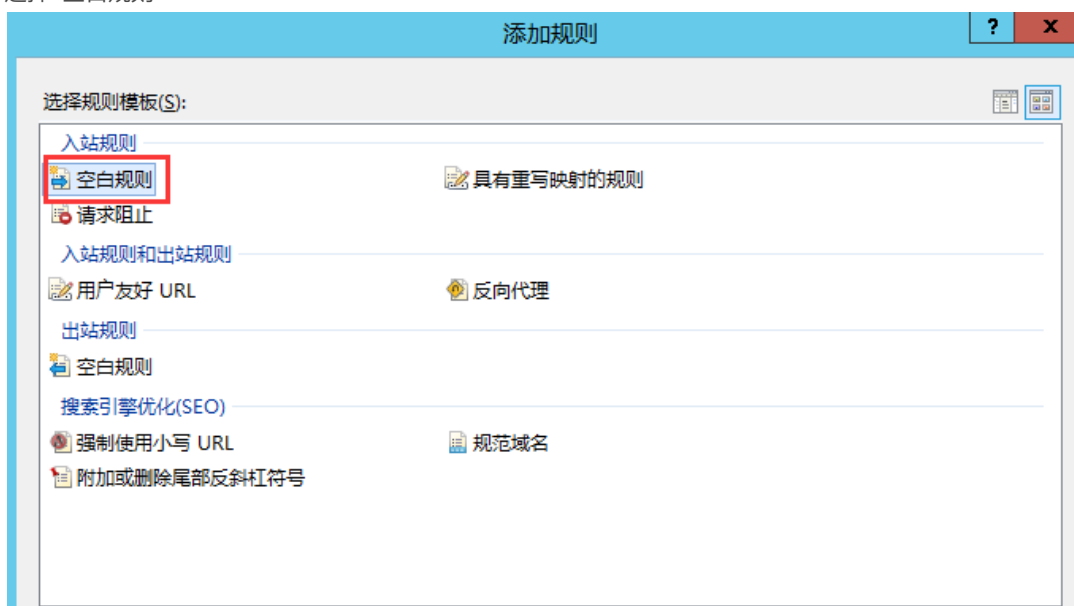 添加规则
? x
选择规则模板(S):
入站规则
空白规则
具有重写映射的规则
请求阻止
入站规则和出站规则
用户友好 URL
反向代理
出站规则
空白规则
搜索引擎优化(SEO)
强制使用小写 URL
规范域名
附加或删除尾部反斜杠符号